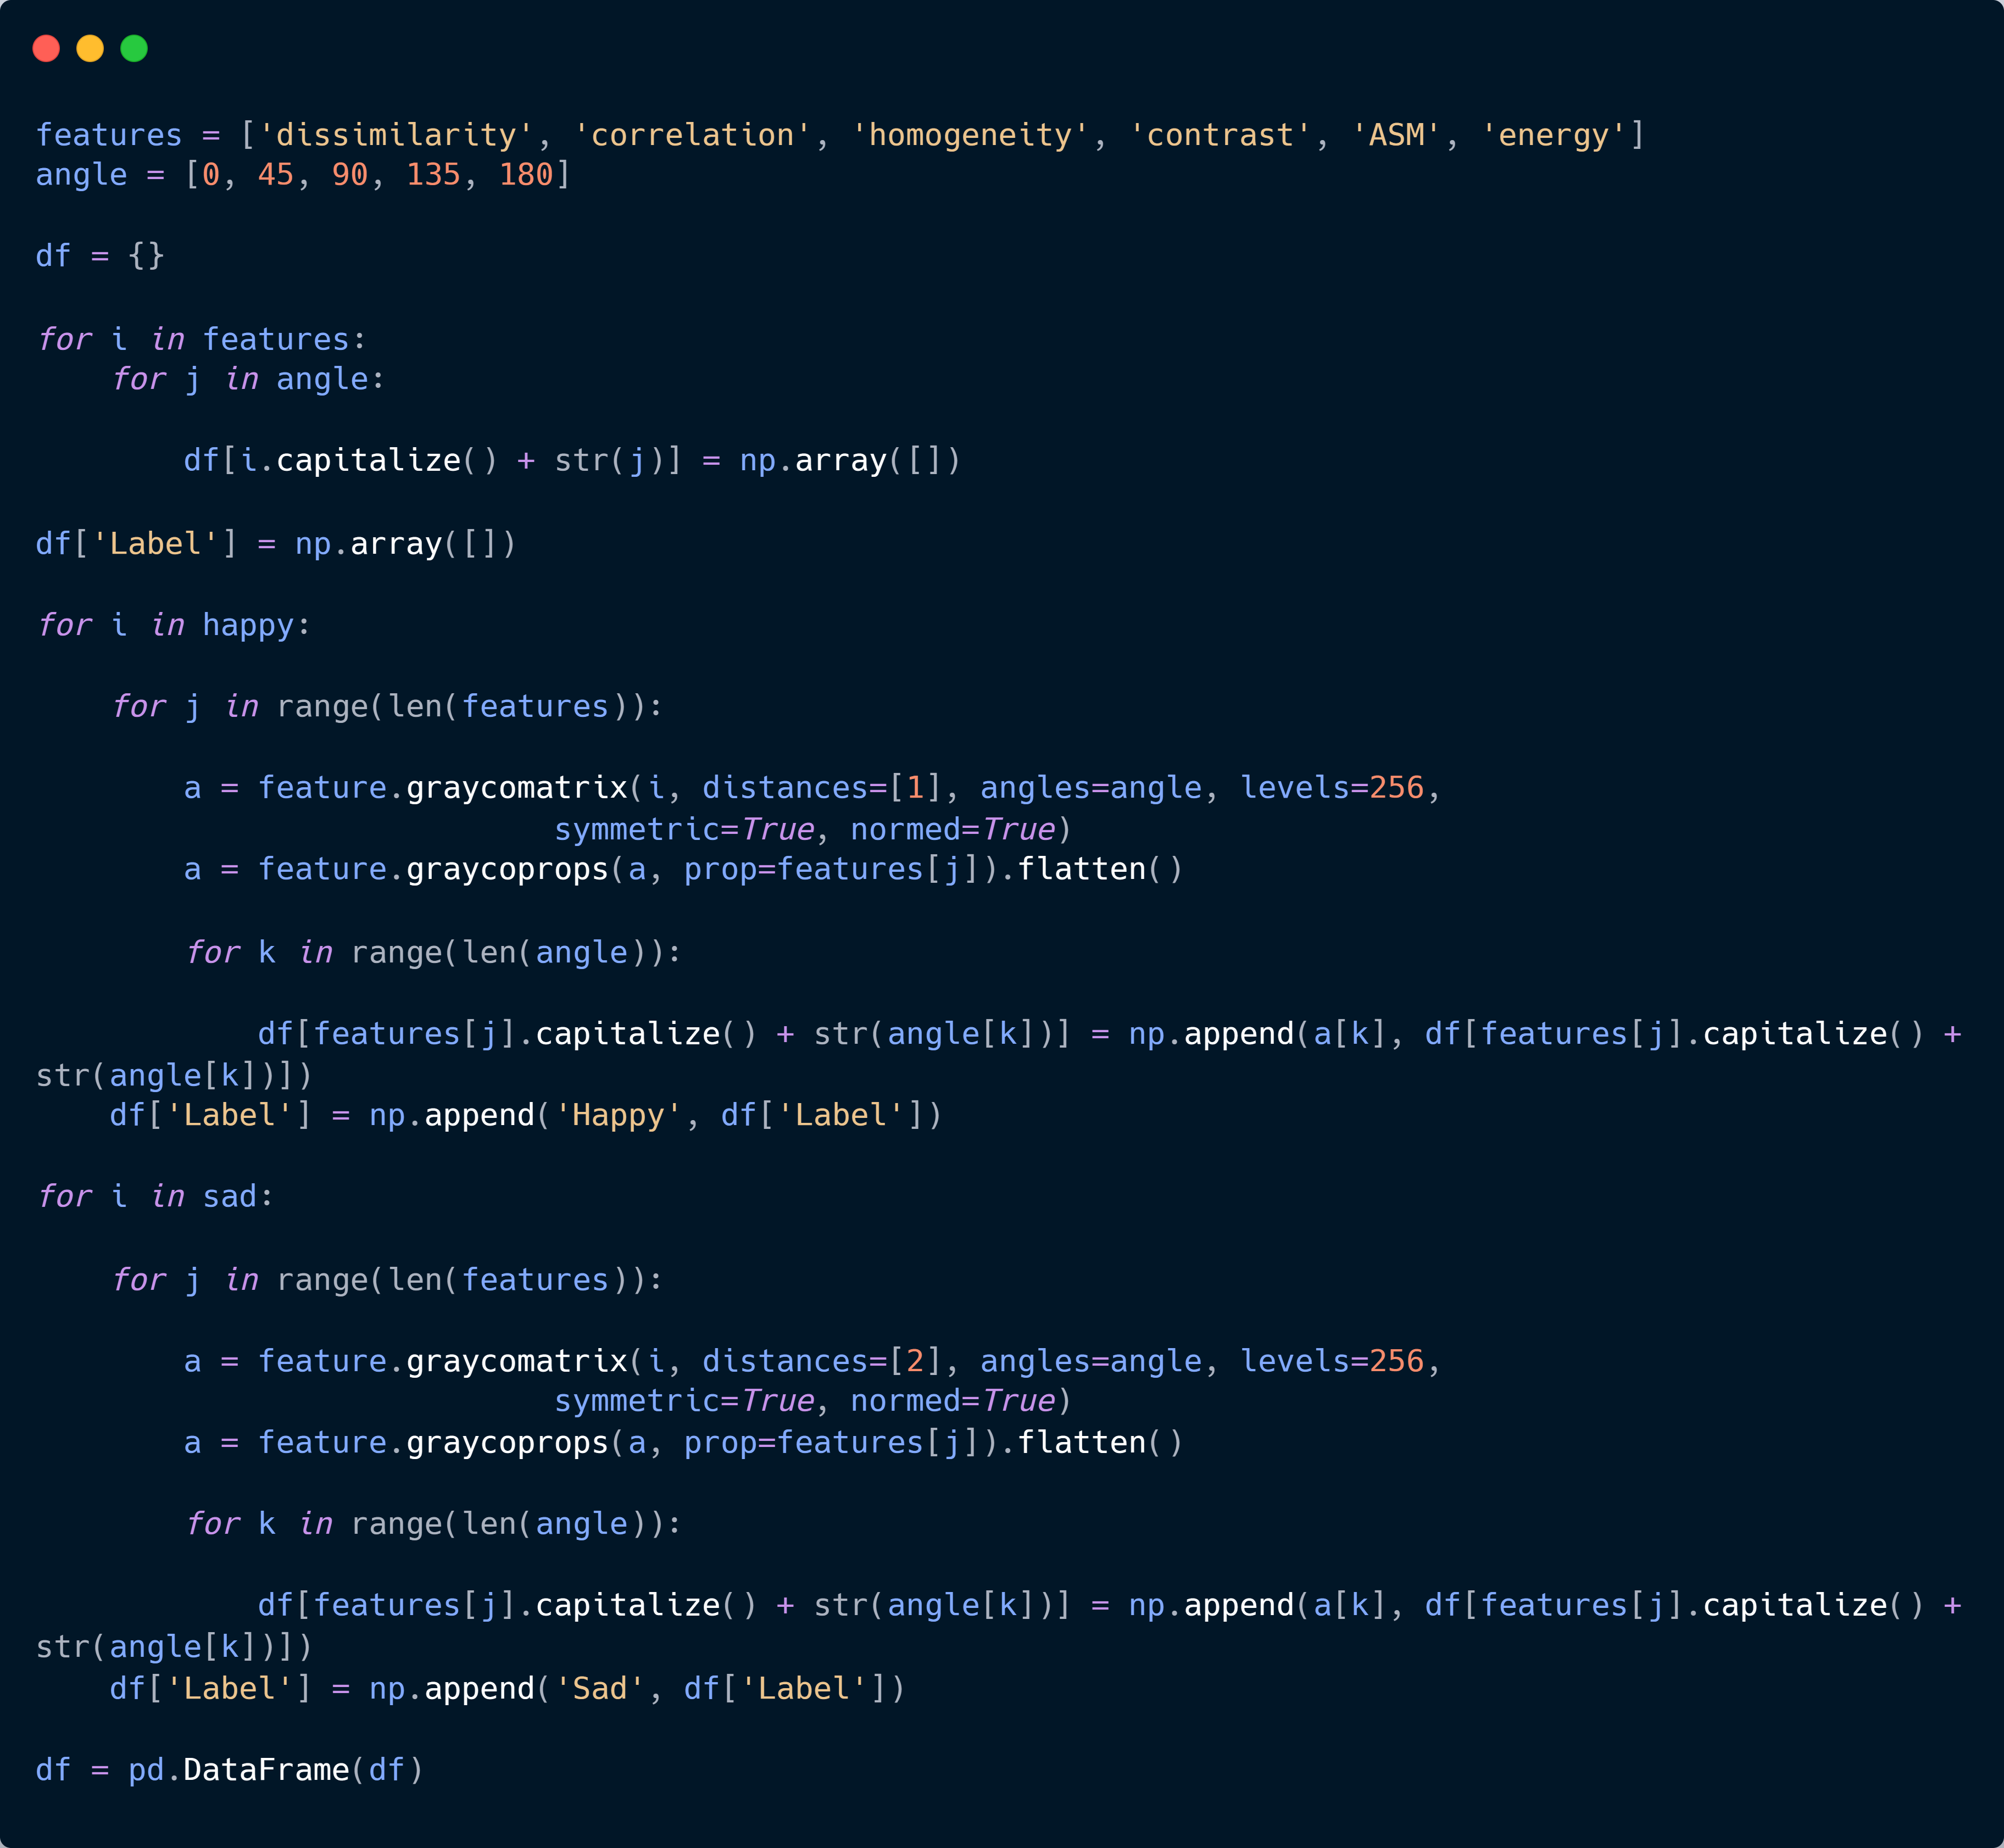 features = ['dissimilarity', 'correlation', 'homogeneity', 'contrast', 'ASM', 'energy']
angle = [0, 45, 90, 135, 180]

df = {}

for i in features:
    for j in angle:

        df[i.capitalize() + str(j)] = np.array([])

df['Label'] = np.array([])

for i in happy:

    for j in range(len(features)):

        a = feature.graycomatrix(i, distances=[1], angles=angle, levels=256,
                            symmetric=True, normed=True)
        a = feature.graycoprops(a, prop=features[j]).flatten()

        for k in range(len(angle)):

            df[features[j].capitalize() + str(angle[k])] = np.append(a[k], df[features[j].capitalize() +
str(angle[k])])
    df['Label'] = np.append('Happy', df['Label'])

for i in sad:

    for j in range(len(features)):

        a = feature.graycomatrix(i, distances=[2], angles=angle, levels=256,
                            symmetric=True, normed=True)
        a = feature.graycoprops(a, prop=features[j]).flatten()

        for k in range(len(angle)):

            df[features[j].capitalize() + str(angle[k])] = np.append(a[k], df[features[j].capitalize() +
str(angle[k])])
    df['Label'] = np.append('Sad', df['Label'])

df = pd.DataFrame(df)